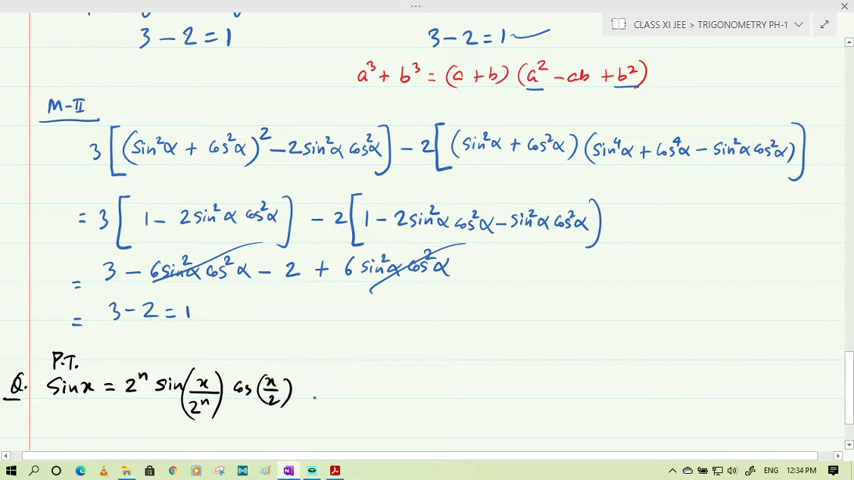 CLASS XI JEE > TRIGONOMETRY PH-1
3 − 2 = 1 3 − 2 = 1
a³ + b³ = (a + b) (a² − ab + b²)
M-II
3[(sin²α + cos²α)² − 2sin²α cos²α] − 2[(sin²α + cos²α)(sin⁴α + cos⁴α − sin²α cos²α)]
= 3[1 − 2sin²α cos²α] − 2[1 − 2sin²α cos²α − sin²α cos²α]
= 3 − 6sin²α cos²α − 2 + 6 sin²α cos²α
= 3 − 2 = 1
P.T.
Q. Sinx = 2ⁿ sin(x/2ⁿ) cos(x/2)
ENG 12:34 PM